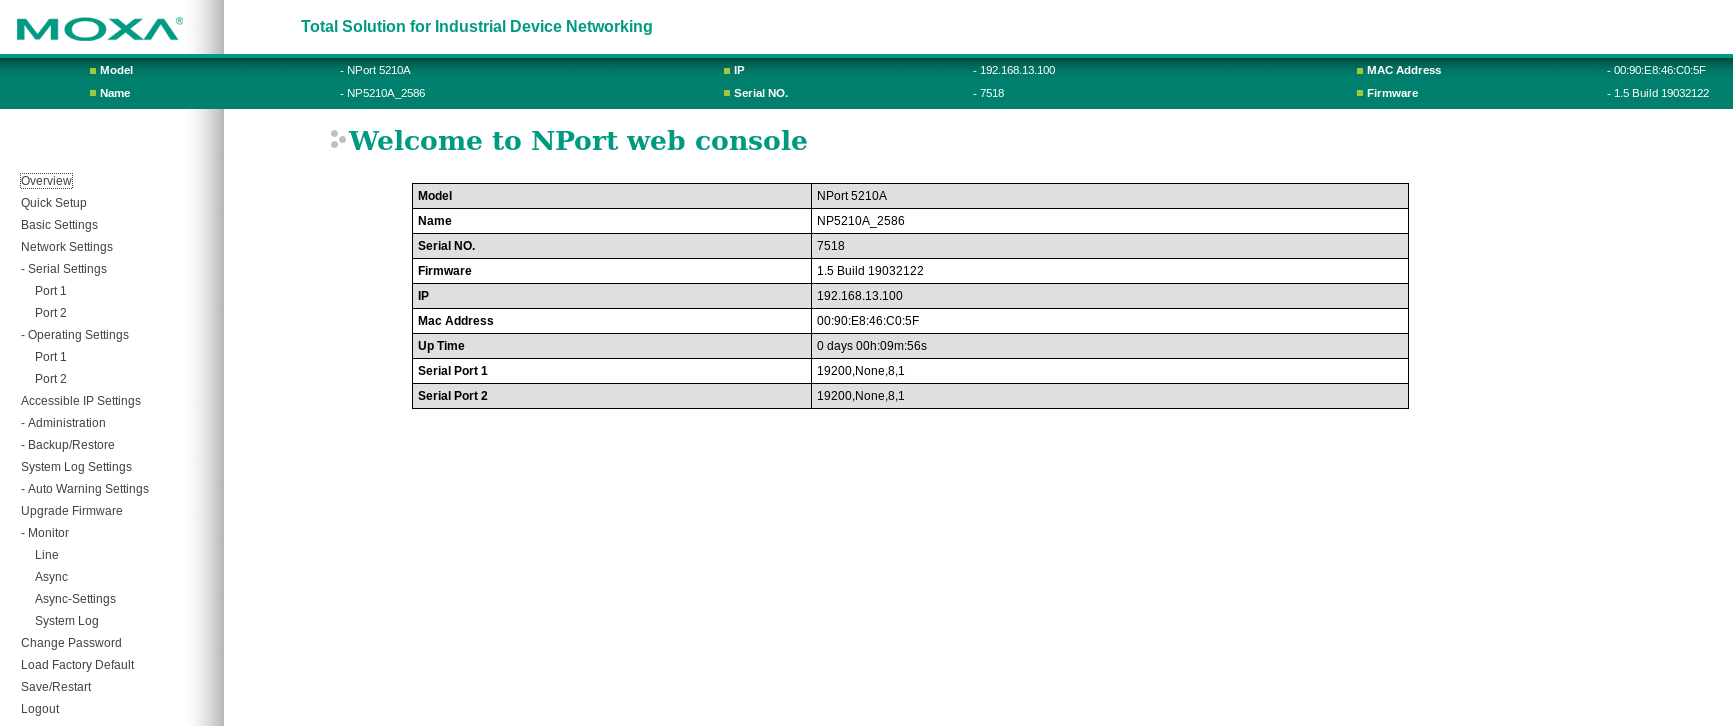 MOXA®
Total Solution for Industrial Device Networking
Model - NPort 5210A IP - 192.168.13.100 MAC Address - 00:90:E8:46:C0:5F
Name - NP5210A_2586 Serial NO. - 7518 Firmware - 1.5 Build 19032122
Overview
Quick Setup
Basic Settings
Network Settings
- Serial Settings
Port 1
Port 2
- Operating Settings
Port 1
Port 2
Accessible IP Settings
- Administration
- Backup/Restore
System Log Settings
- Auto Warning Settings
Upgrade Firmware
- Monitor
Line
Async
Async-Settings
System Log
Change Password
Load Factory Default
Save/Restart
Logout
Welcome to NPort web console
Model NPort 5210A
Name NP5210A_2586
Serial NO. 7518
Firmware 1.5 Build 19032122
IP 192.168.13.100
Mac Address 00:90:E8:46:C0:5F
Up Time 0 days 00h:09m:56s
Serial Port 1 19200,None,8,1
Serial Port 2 19200,None,8,1